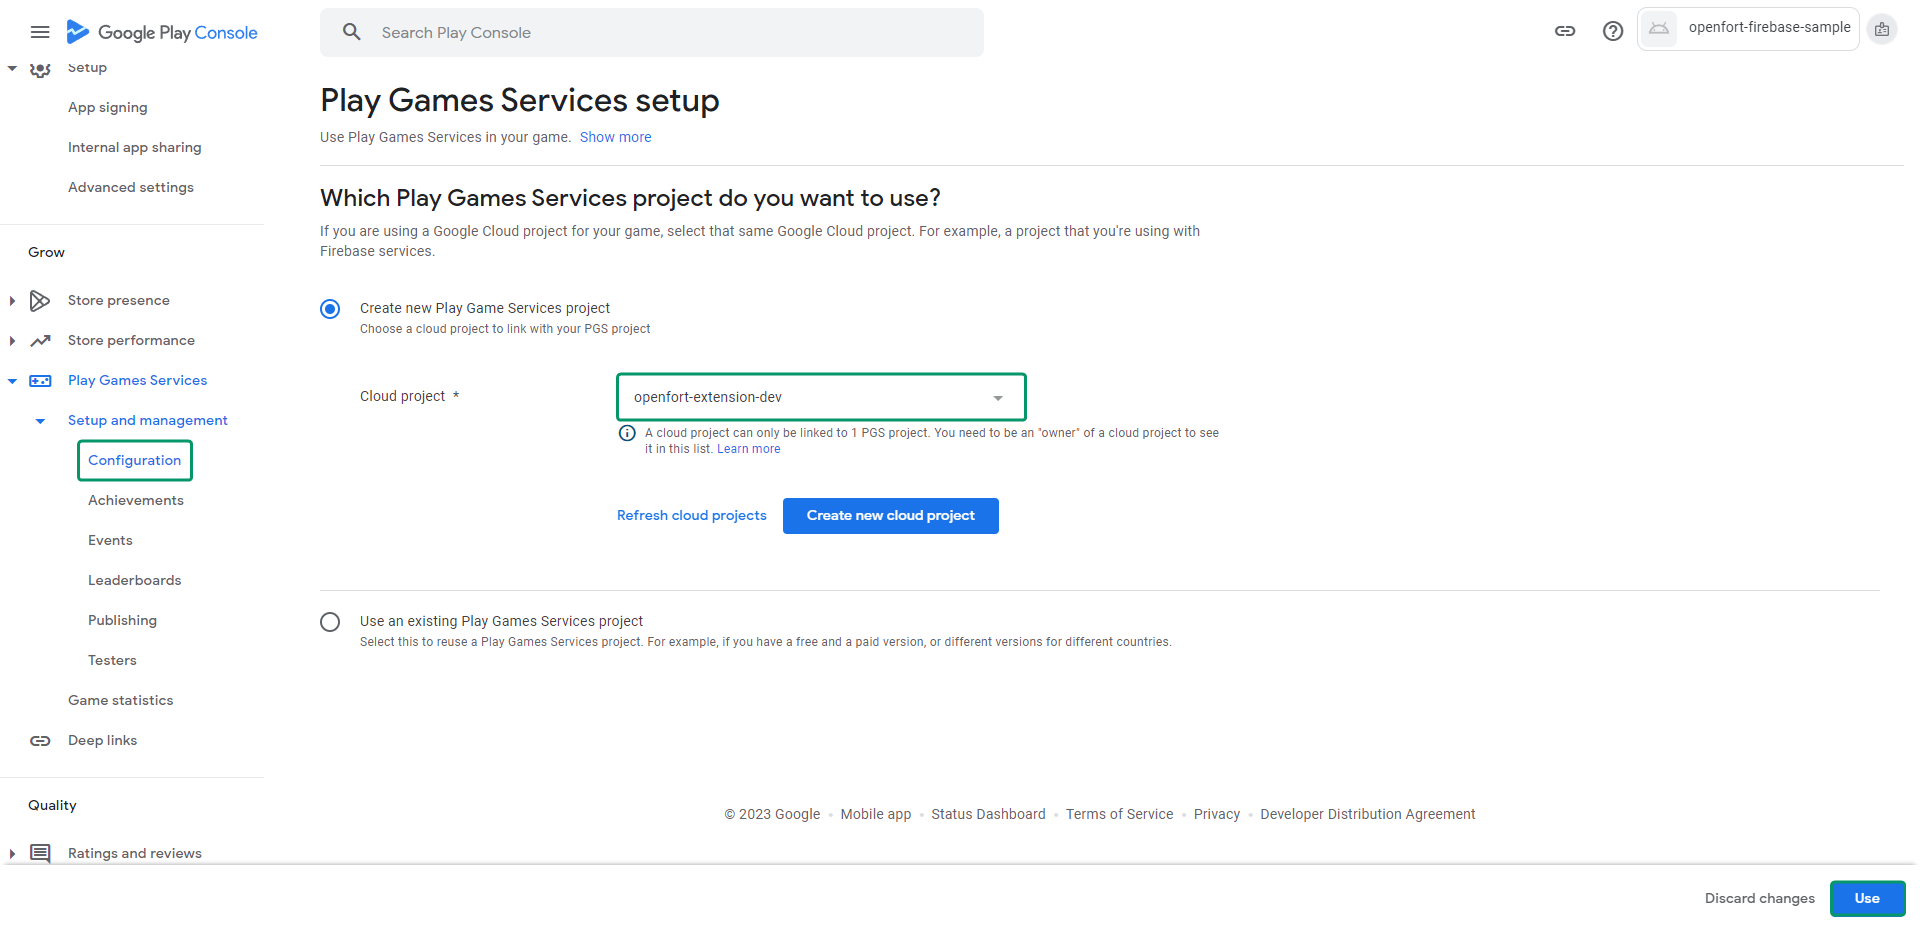 Google Play Console
Search Play Console
openfort-firebase-sample
Setup
App signing
Internal app sharing
Advanced settings
Grow
Store presence
Store performance
Play Games Services
Setup and management
Configuration
Achievements
Events
Leaderboards
Publishing
Testers
Game statistics
Deep links
Quality
Ratings and reviews
Play Games Services setup
Use Play Games Services in your game. Show more
Which Play Games Services project do you want to use?
If you are using a Google Cloud project for your game, select that same Google Cloud project. For example, a project that you're using with
Firebase services.
Create new Play Game Services project
Choose a cloud project to link with your PGS project
Cloud project *
openfort-extension-dev
A cloud project can only be linked to 1 PGS project. You need to be an "owner" of a cloud project to see
it in this list. Learn more
Refresh cloud projects
Create new cloud project
Use an existing Play Games Services project
Select this to reuse a Play Games Services project. For example, if you have a free and a paid version, or different versions for different countries.
© 2023 Google • Mobile app • Status Dashboard • Terms of Service • Privacy • Developer Distribution Agreement
Discard changes
Use